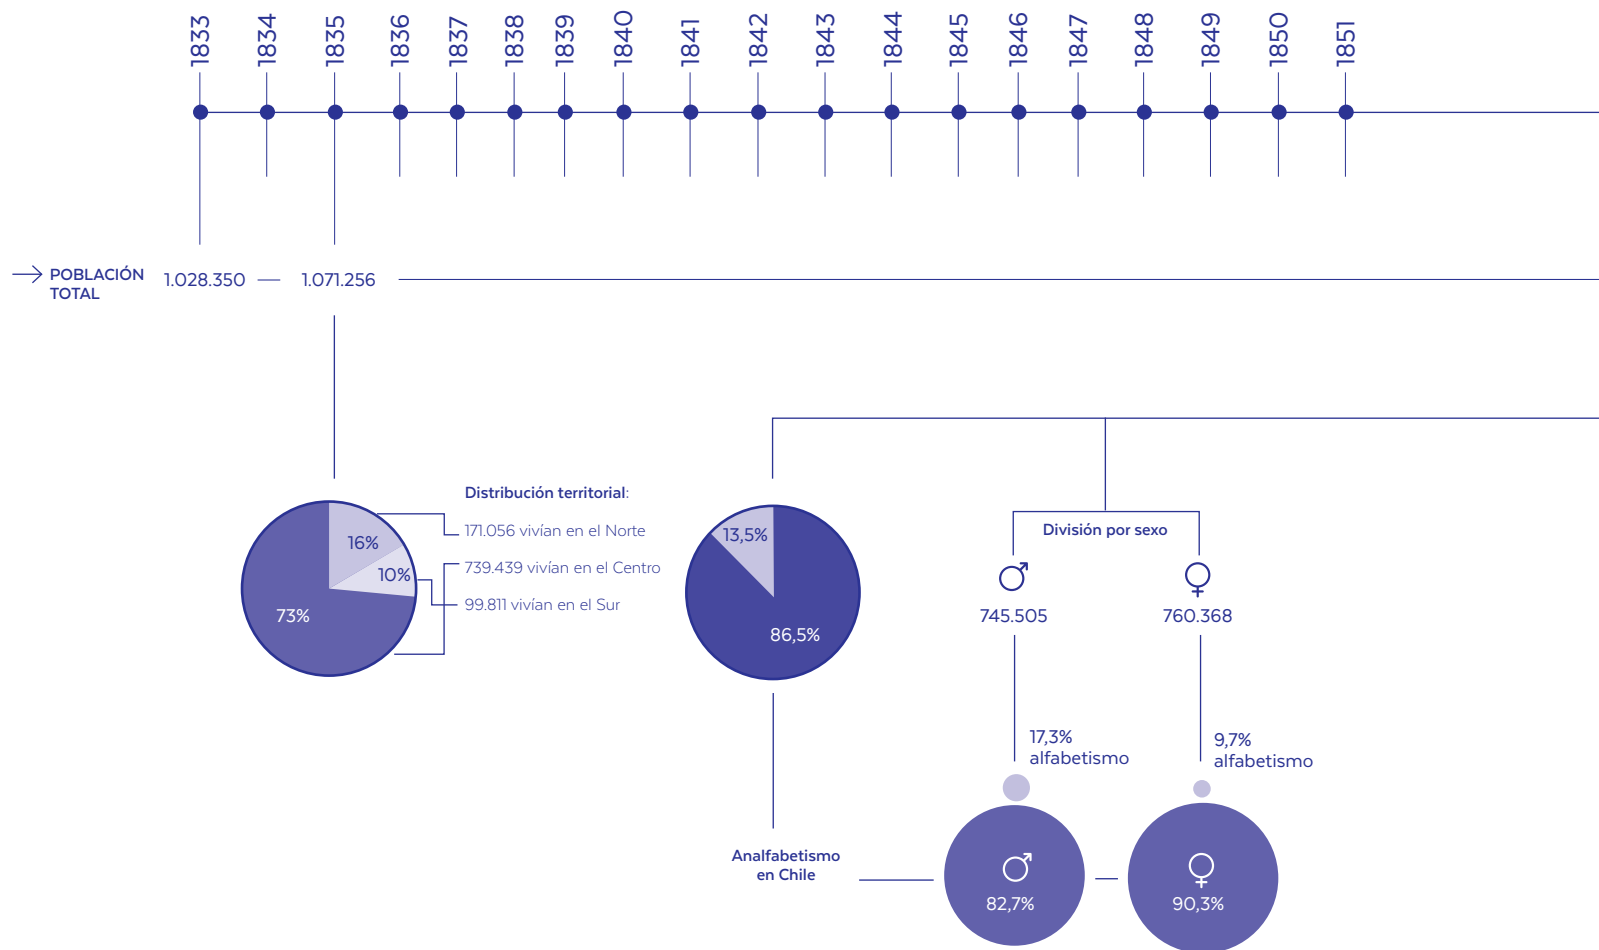 1833
1834
1835
1836
1837
1838
1839
1840
1841
1842
1843
1844
1845
1846
1847
1848
1849
1850
1851
→ POBLACIÓN
TOTAL
1.028.350 — 1.071.256
Distribución territorial:
171.056 vivían en el Norte
739.439 vivían en el Centro
99.811 vivían en el Sur
16%
10%
73%
13,5%
86,5%
División por sexo
♂
♀
745.505
760.368
17,3%
alfabetismo
9,7%
alfabetismo
Analfabetismo
en Chile
♂
82,7%
♀
90,3%